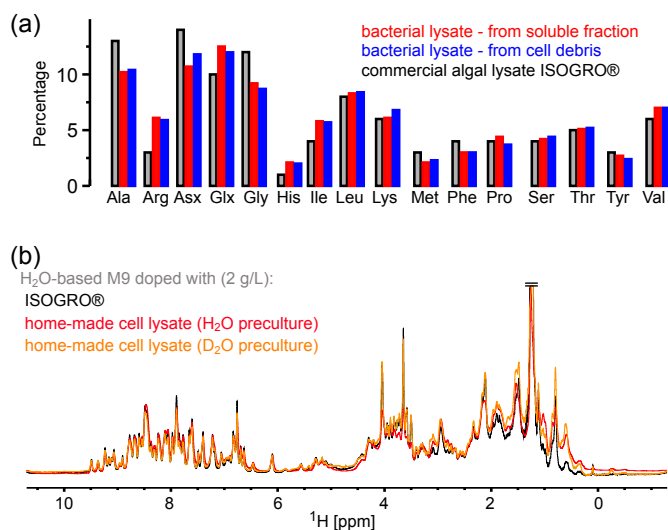 (a)
bacterial lysate - from soluble fraction
bacterial lysate - from cell debris
commercial algal lysate ISOGRO®
Percentage
10
5
0
Ala Arg Asx Glx Gly His Ile Leu Lys Met Phe Pro Ser Thr Tyr Val
(b)
H₂O-based M9 doped with (2 g/L):
ISOGRO®
home-made cell lysate (H₂O preculture)
home-made cell lysate (D₂O preculture)
10 8 6 4 2 0
¹H [ppm]